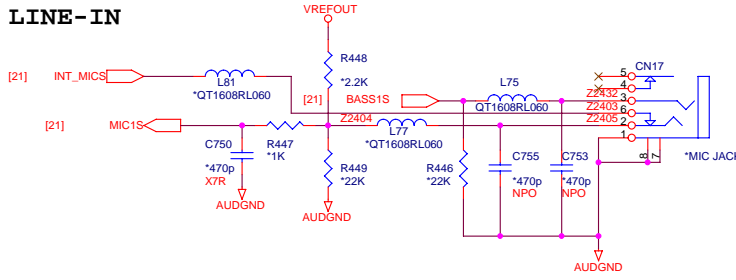 LINE-IN
VREFOUT
[21] INT_MICS
L81
*QT1608RL060
R448
*2.2K
[21] BASS1S
L75
QT1608RL060
CN17
5
4
3
6
2
1
Z2432
Z2403
Z2405
[21] MIC1S
Z2404
L77
*QT1608RL060
C750
*470p
X7R
R447
*1K
R449
*22K
R446
*22K
C755
*470p
NPO
C753
*470p
NPO
8
7
*MIC JACK
AUDGND
AUDGND
AUDGND